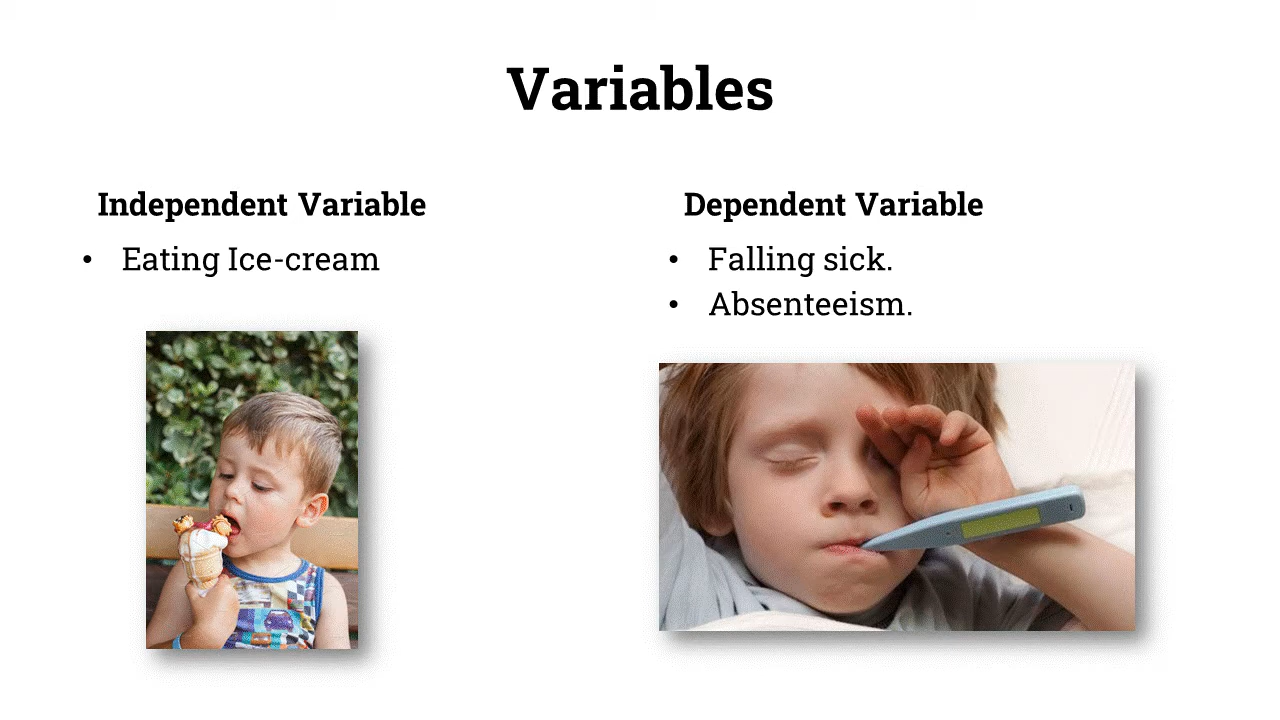 Variables
Independent Variable
• Eating Ice-cream
Dependent Variable
• Falling sick.
• Absenteeism.